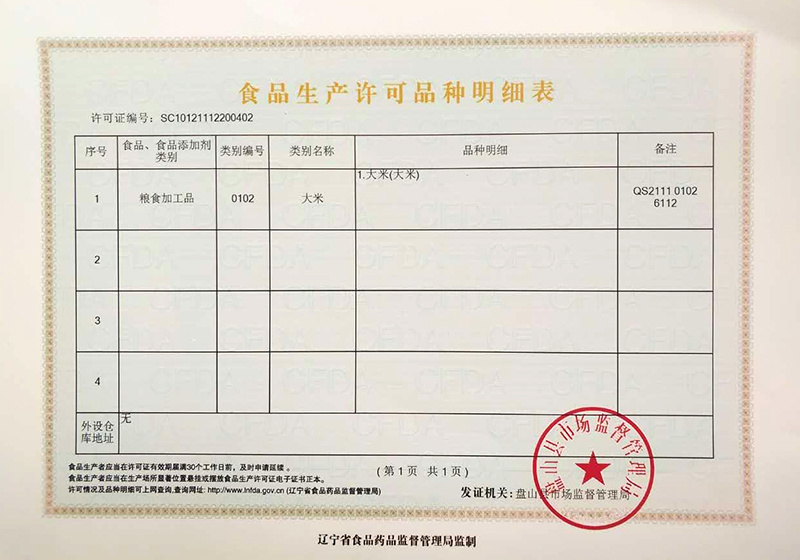 食品生产许可品种明细表
许可证编号：SC10121112200402
序号 食品、食品添加剂类别 类别编号 类别名称 品种明细 备注
1 粮食加工品 0102 大米 1.大米(大米) QS2111 0102 6112
2
3
4
外设仓库地址 无
食品生产者应当在许可证有效期届满30个工作日前，及时申请延续 。
食品生产者应当在生产场所显著位置悬挂或摆放食品生产许可证电子证书正本。
许可情况及品种明细可上网查询,查询网址: http://www.lnfda.gov.cn (辽宁省食品药品监督管理局)
(第1页 共1页)
发证机关：盘山县市场监督管理局
盘山县市场监督管理局
辽宁省食品药品监督管理局监制
CFDA